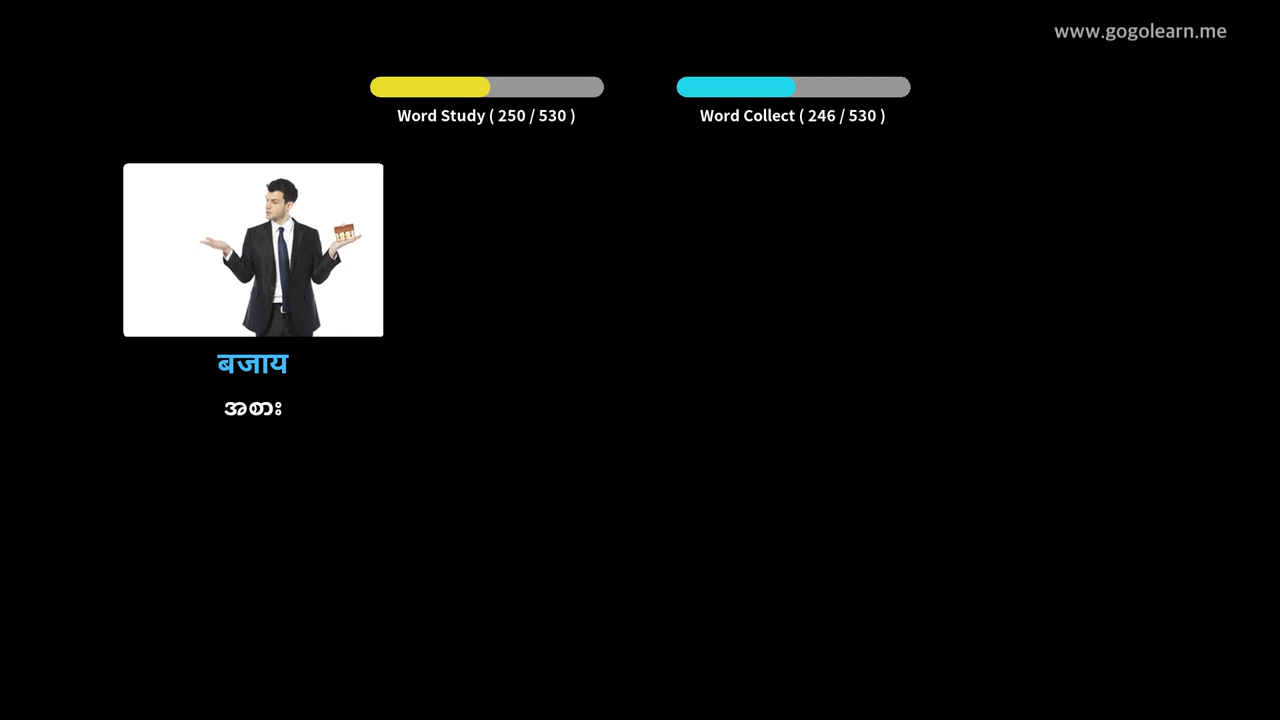 www.gogolearn.me
Word Study ( 250 / 530 )
Word Collect ( 246 / 530 )
बजाय
အစား